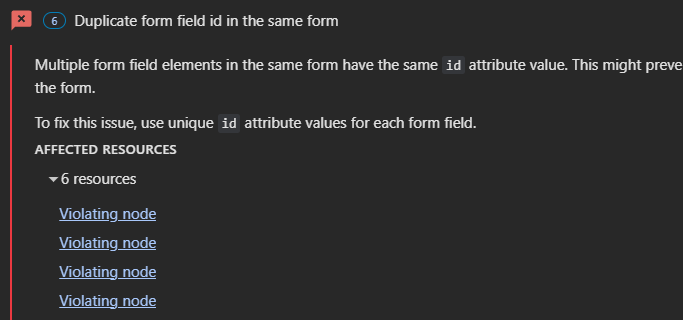 6 Duplicate form field id in the same form
Multiple form field elements in the same form have the same id attribute value. This might preve
the form.
To fix this issue, use unique id attribute values for each form field.
AFFECTED RESOURCES
6 resources
Violating node
Violating node
Violating node
Violating node